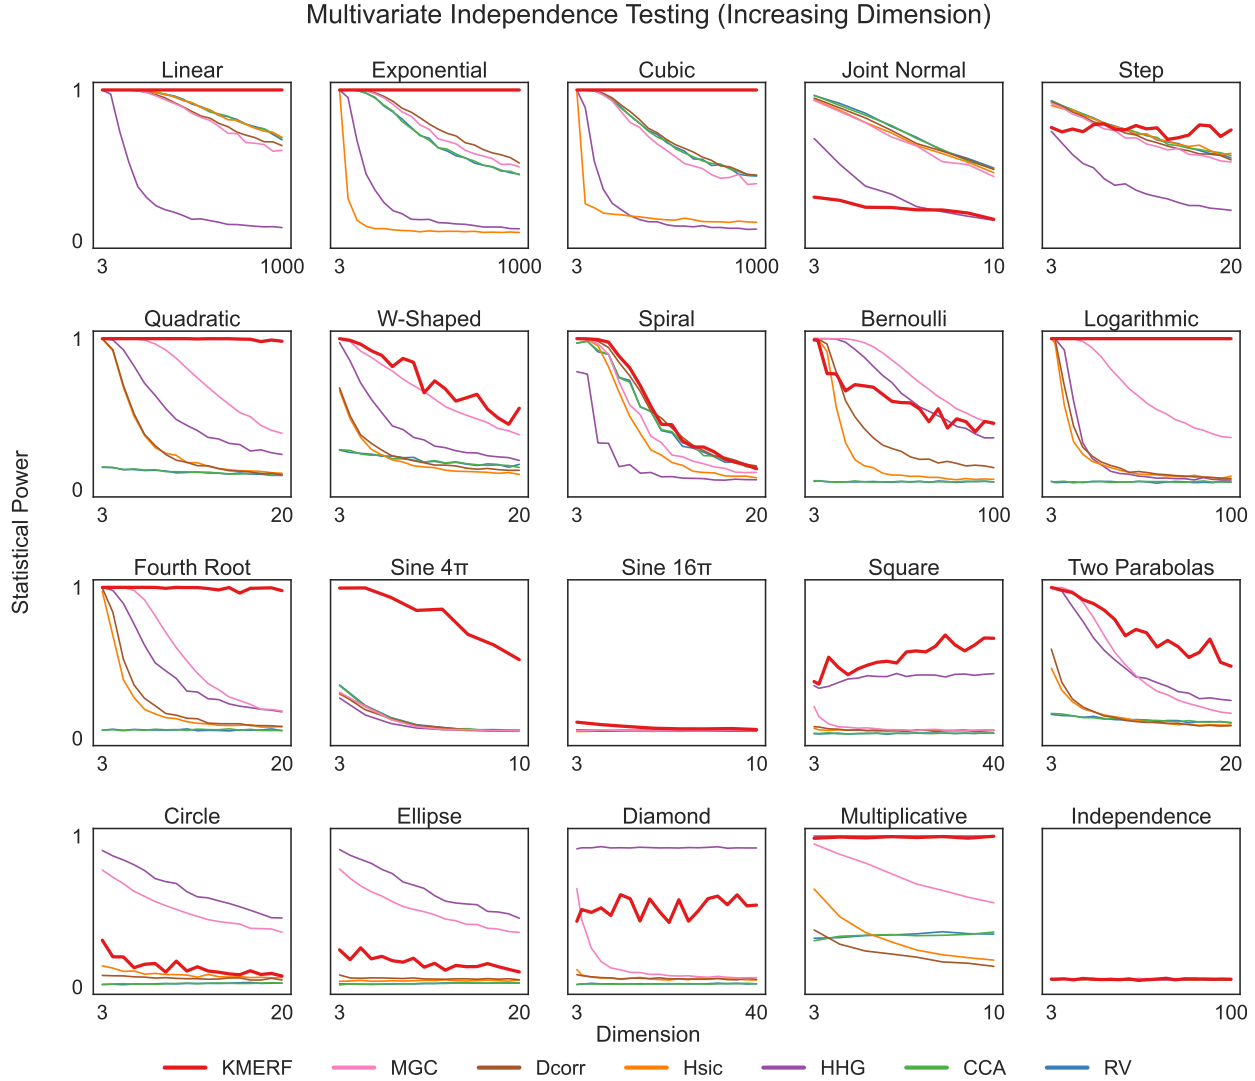 Multivariate Independence Testing (Increasing Dimension)
Linear Exponential Cubic Joint Normal Step
1
0
3 1000 3 1000 3 1000 3 10 3 20
Quadratic W-Shaped Spiral Bernoulli Logarithmic
1
0
3 20 3 20 3 20 3 100 3 100
Statistical Power
Fourth Root Sine 4π Sine 16π Square Two Parabolas
1
0
3 20 3 10 3 10 3 40 3 20
Circle Ellipse Diamond Multiplicative Independence
1
0
3 20 3 20 3 40 3 10 3 100
Dimension
KMERF MGC Dcorr Hsic HHG CCA RV